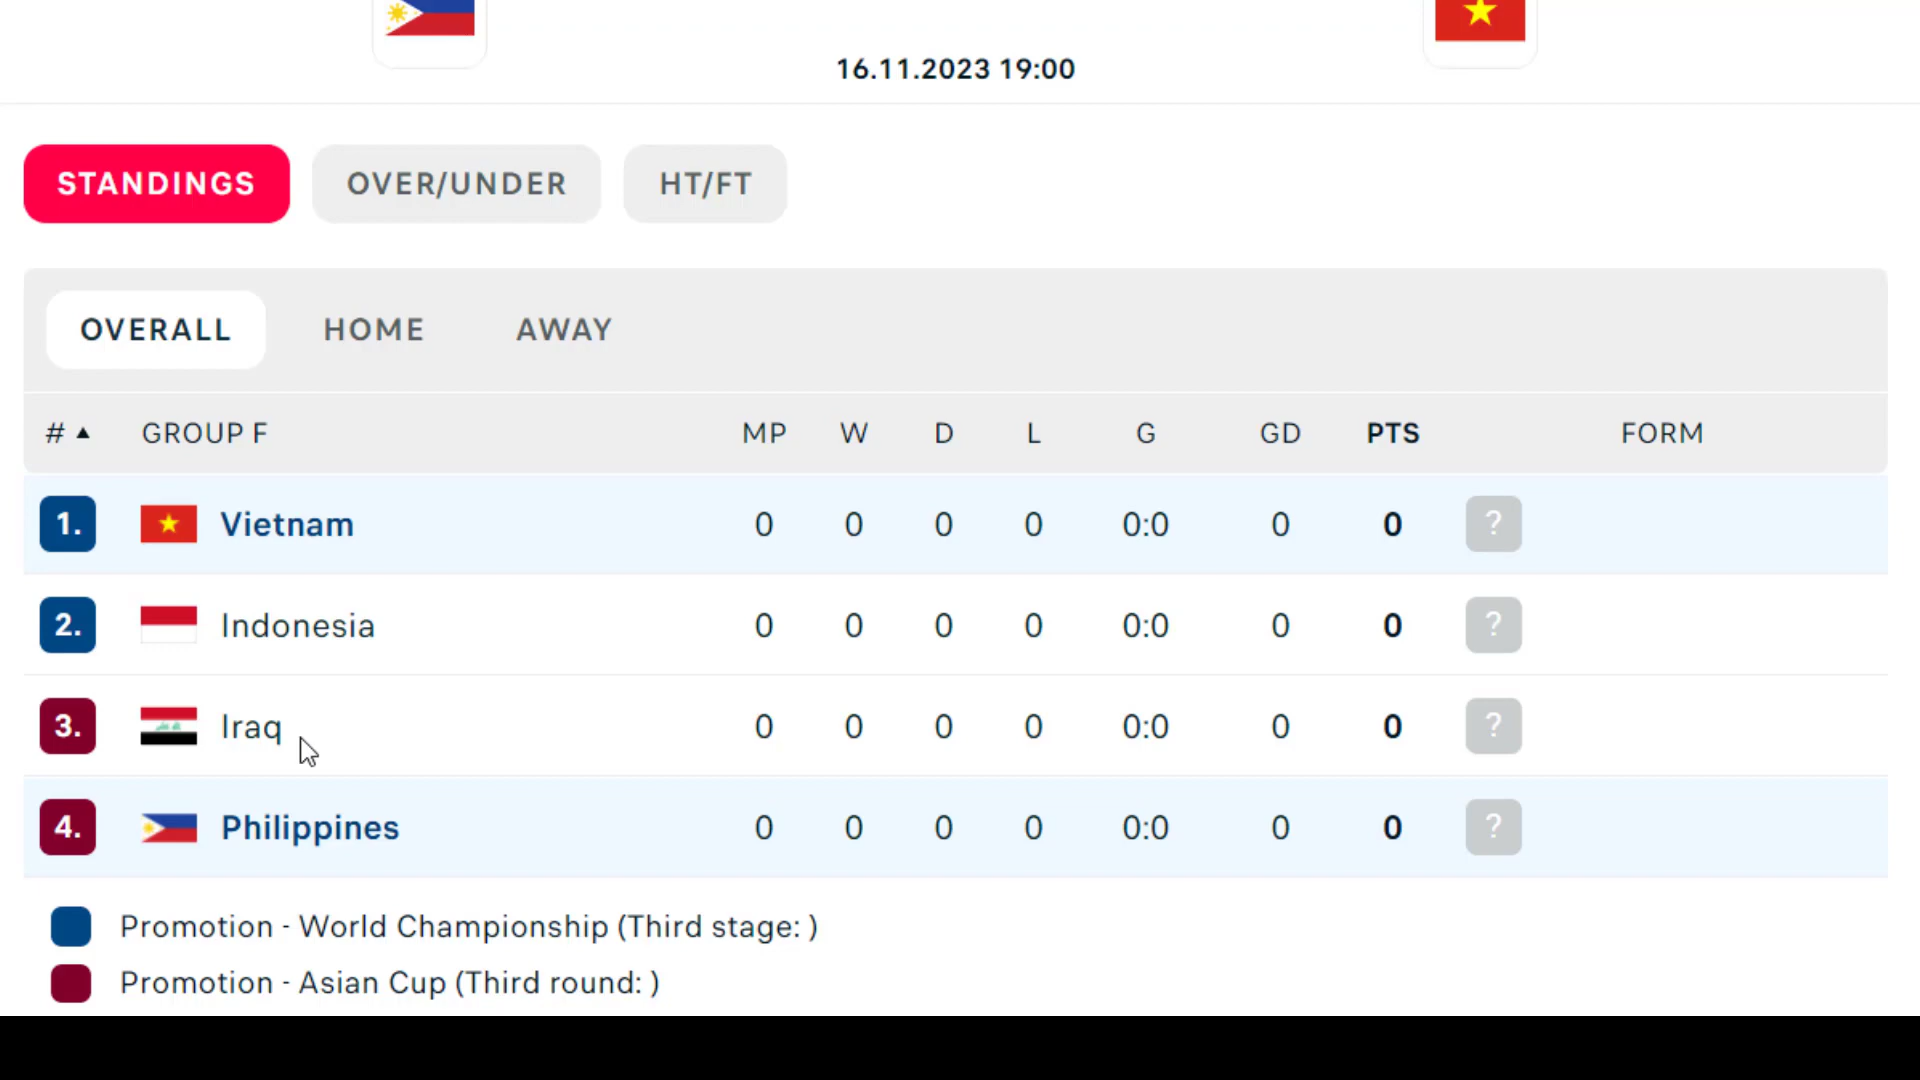 16.11.2023 19:00
STANDINGS OVER/UNDER HT/FT
OVERALL HOME AWAY
# ▲ GROUP F MP W D L G GD PTS FORM
1. Vietnam 0 0 0 0 0:0 0 0 ?
2. Indonesia 0 0 0 0 0:0 0 0 ?
3. Iraq 0 0 0 0 0:0 0 0 ?
4. Philippines 0 0 0 0 0:0 0 0 ?
Promotion - World Championship (Third stage: )
Promotion - Asian Cup (Third round: )